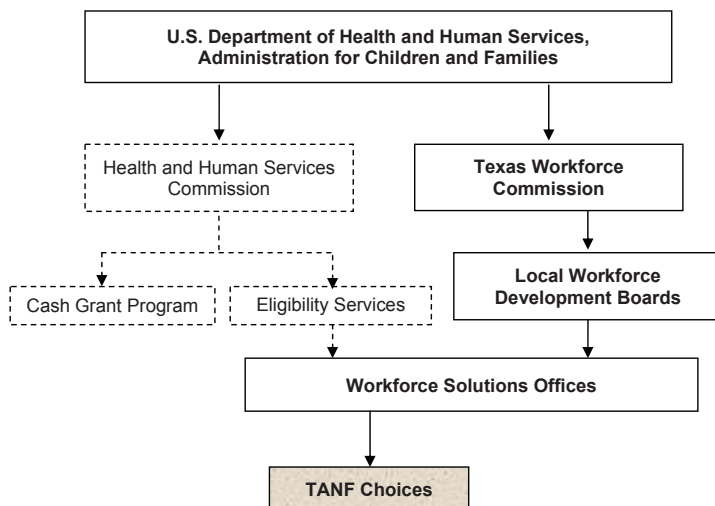 U.S. Department of Health and Human Services,
Administration for Children and Families
Health and Human Services
Commission
Texas Workforce
Commission
Cash Grant Program
Eligibility Services
Local Workforce
Development Boards
Workforce Solutions Offices
TANF Choices